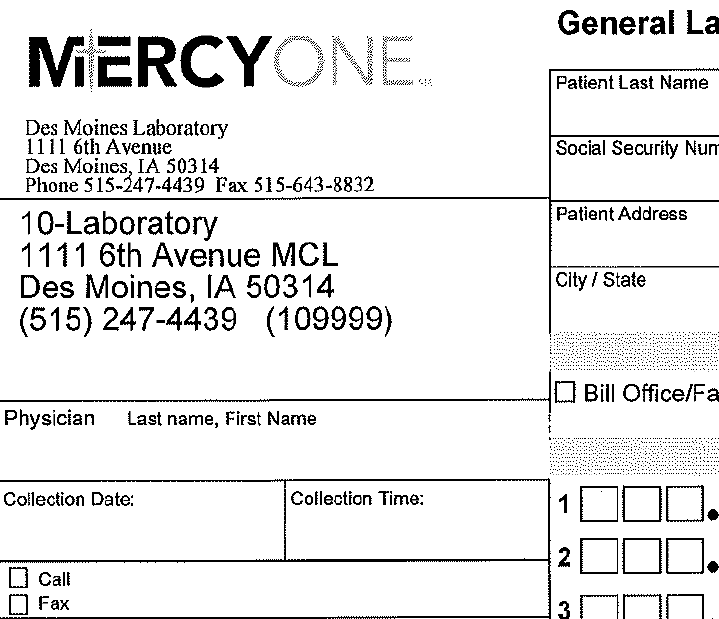 MERCYONE
Des Moines Laboratory
1111 6th Avenue
Des Moines, IA 50314
Phone 515-247-4439 Fax 515-643-8832
10-Laboratory
1111 6th Avenue MCL
Des Moines, IA 50314
(515) 247-4439 (109999)
Physician Last name, First Name
Collection Date: Collection Time:
Call
Fax
General La
Patient Last Name
Social Security Num
Patient Address
City / State
Bill Office/Fa
1
2
3